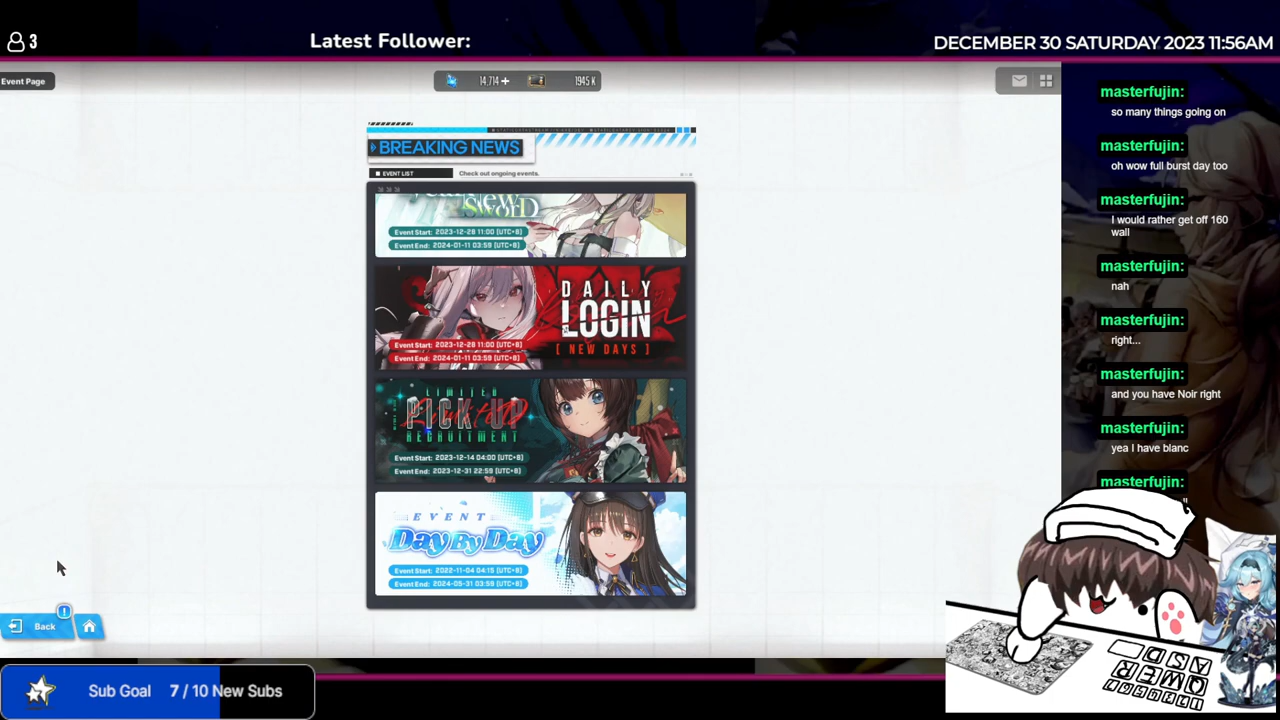 3
Latest Follower:
DECEMBER 30 SATURDAY 2023 11:56AM
Event Page
14,714 +
1945 K
BREAKING NEWS
EVENT LIST
Check out ongoing events.
new
sworD
Event Start: 2023-12-28 11:00 (UTC+8)
Event End: 2024-01-11 03:59 (UTC+8)
DAILY
LOGIN
[ NEW DAYS ]
Event Start: 2023-12-28 11:00 (UTC+8)
Event End: 2024-01-11 03:59 (UTC+8)
LIMITED
PICK UP
Limited
RECRUITMENT
Event Start: 2023-12-14 04:00 (UTC+8)
Event End: 2023-12-31 22:59 (UTC+8)
EVENT
Day By Day
Event Start: 2022-11-04 04:15 (UTC+8)
Event End: 2024-05-31 03:59 (UTC+8)
! 
Back
Sub Goal 7 / 10 New Subs
masterfujin:
so many things going on
masterfujin:
oh wow full burst day too
masterfujin:
I would rather get off 160
wall
masterfujin:
nah
masterfujin:
right...
masterfujin:
and you have Noir right
masterfujin:
yea I have blanc
masterfujin:
A S D
Q W E R